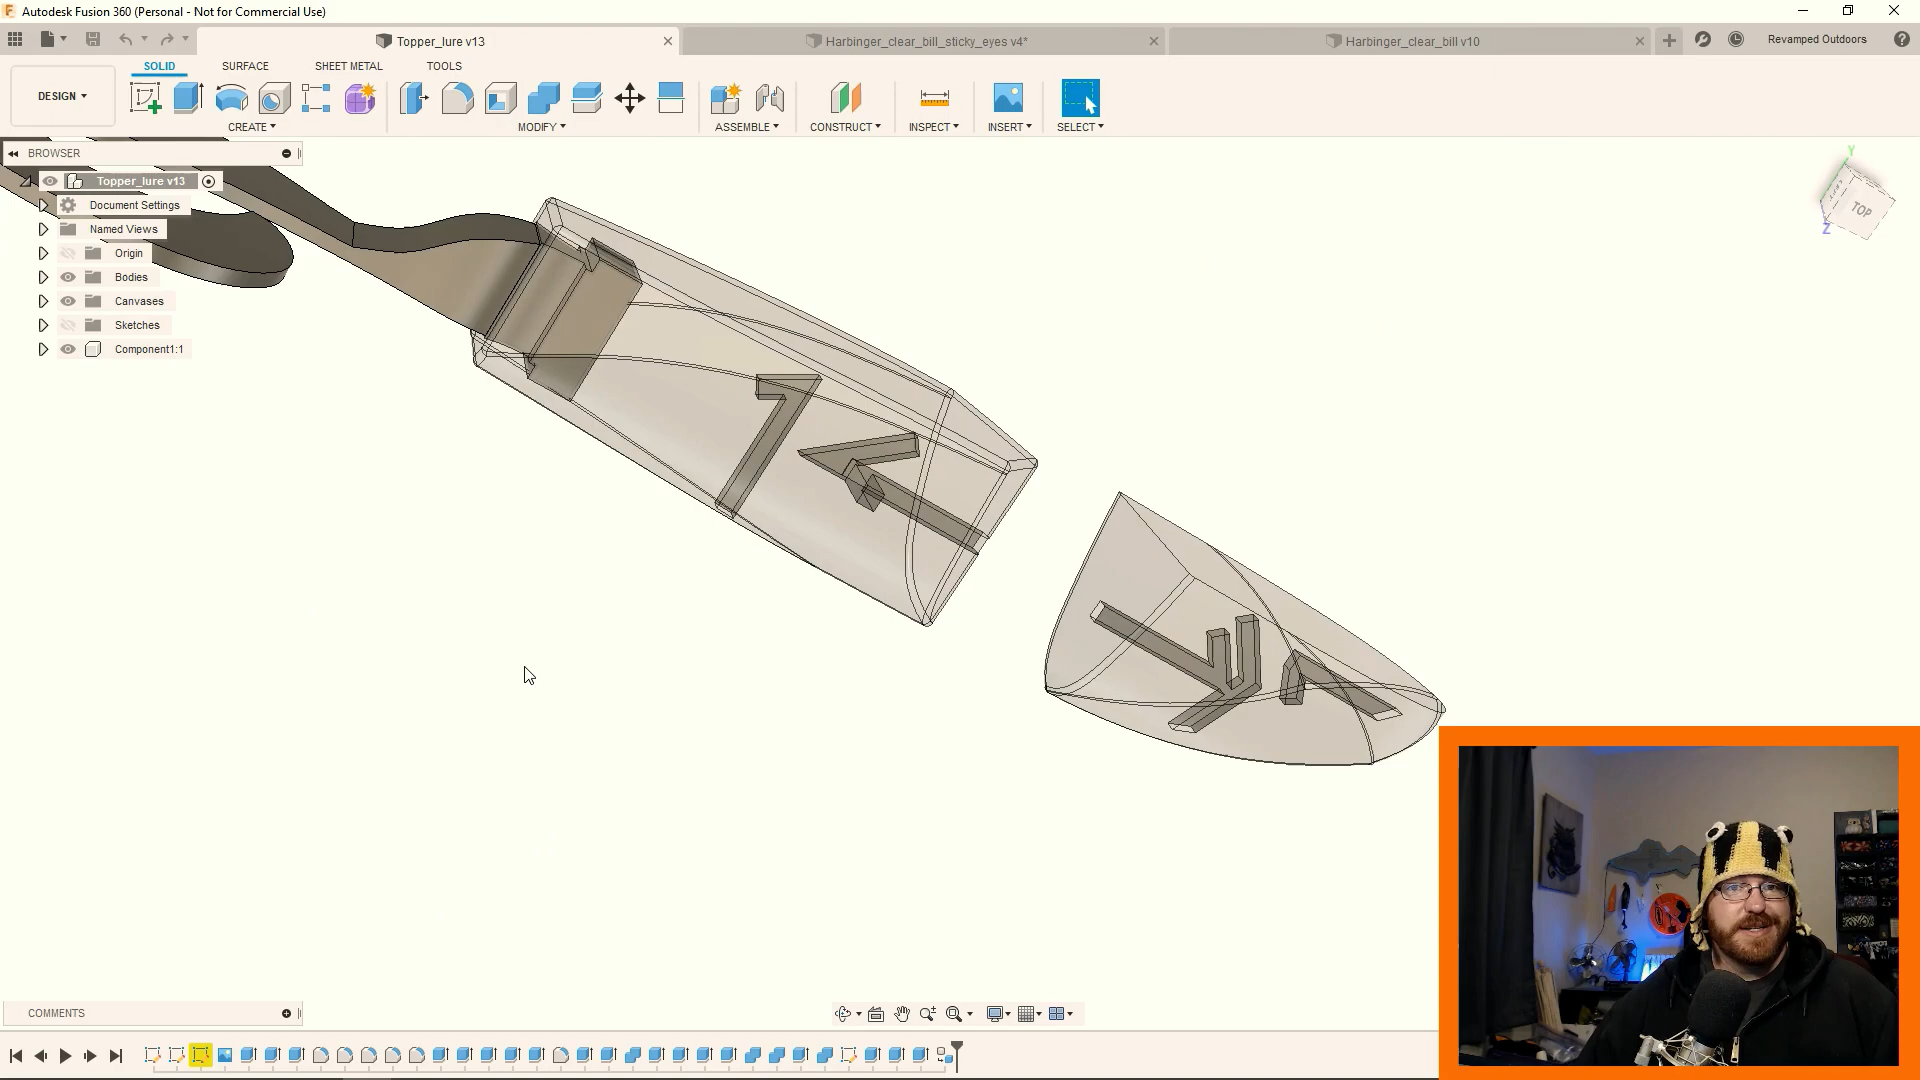 Autodesk Fusion 360 (Personal - Not for Commercial Use)
Topper_lure v13
Harbinger_clear_bill_sticky_eyes v4*
Harbinger_clear_bill v10
Revamped Outdoors
SOLID
SURFACE
SHEET METAL
TOOLS
DESIGN
CREATE
MODIFY
ASSEMBLE
CONSTRUCT
INSPECT
INSERT
SELECT
BROWSER
Topper_lure v13
Document Settings
Named Views
Origin
Bodies
Canvases
Sketches
Component1:1
Y
TOP
Z
COMMENTS